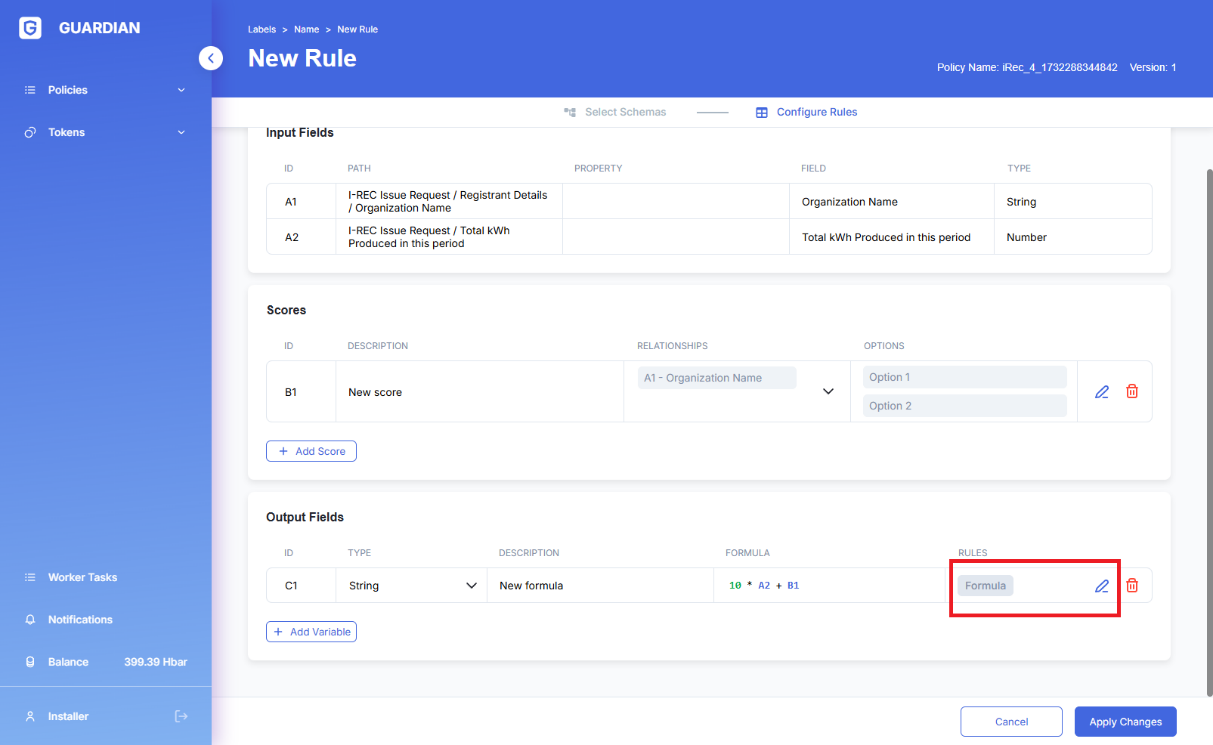 GUARDIAN
Policies
Tokens
Worker Tasks
Notifications
Balance 399.39 Hbar
Installer
Labels > Name > New Rule
New Rule
Policy Name: iRec_4_1732288344842 Version: 1
Select Schemas Configure Rules
Input Fields
ID PATH PROPERTY FIELD TYPE
A1 I-REC Issue Request / Registrant Details
/ Organization Name Organization Name String
A2 I-REC Issue Request / Total kWh
Produced in this period Total kWh Produced in this period Number
Scores
ID DESCRIPTION RELATIONSHIPS OPTIONS
B1 New score A1 - Organization Name Option 1
Option 2
+ Add Score
Output Fields
ID TYPE DESCRIPTION FORMULA RULES
C1 String New formula 10 * A2 + B1 Formula
+ Add Variable
Cancel Apply Changes